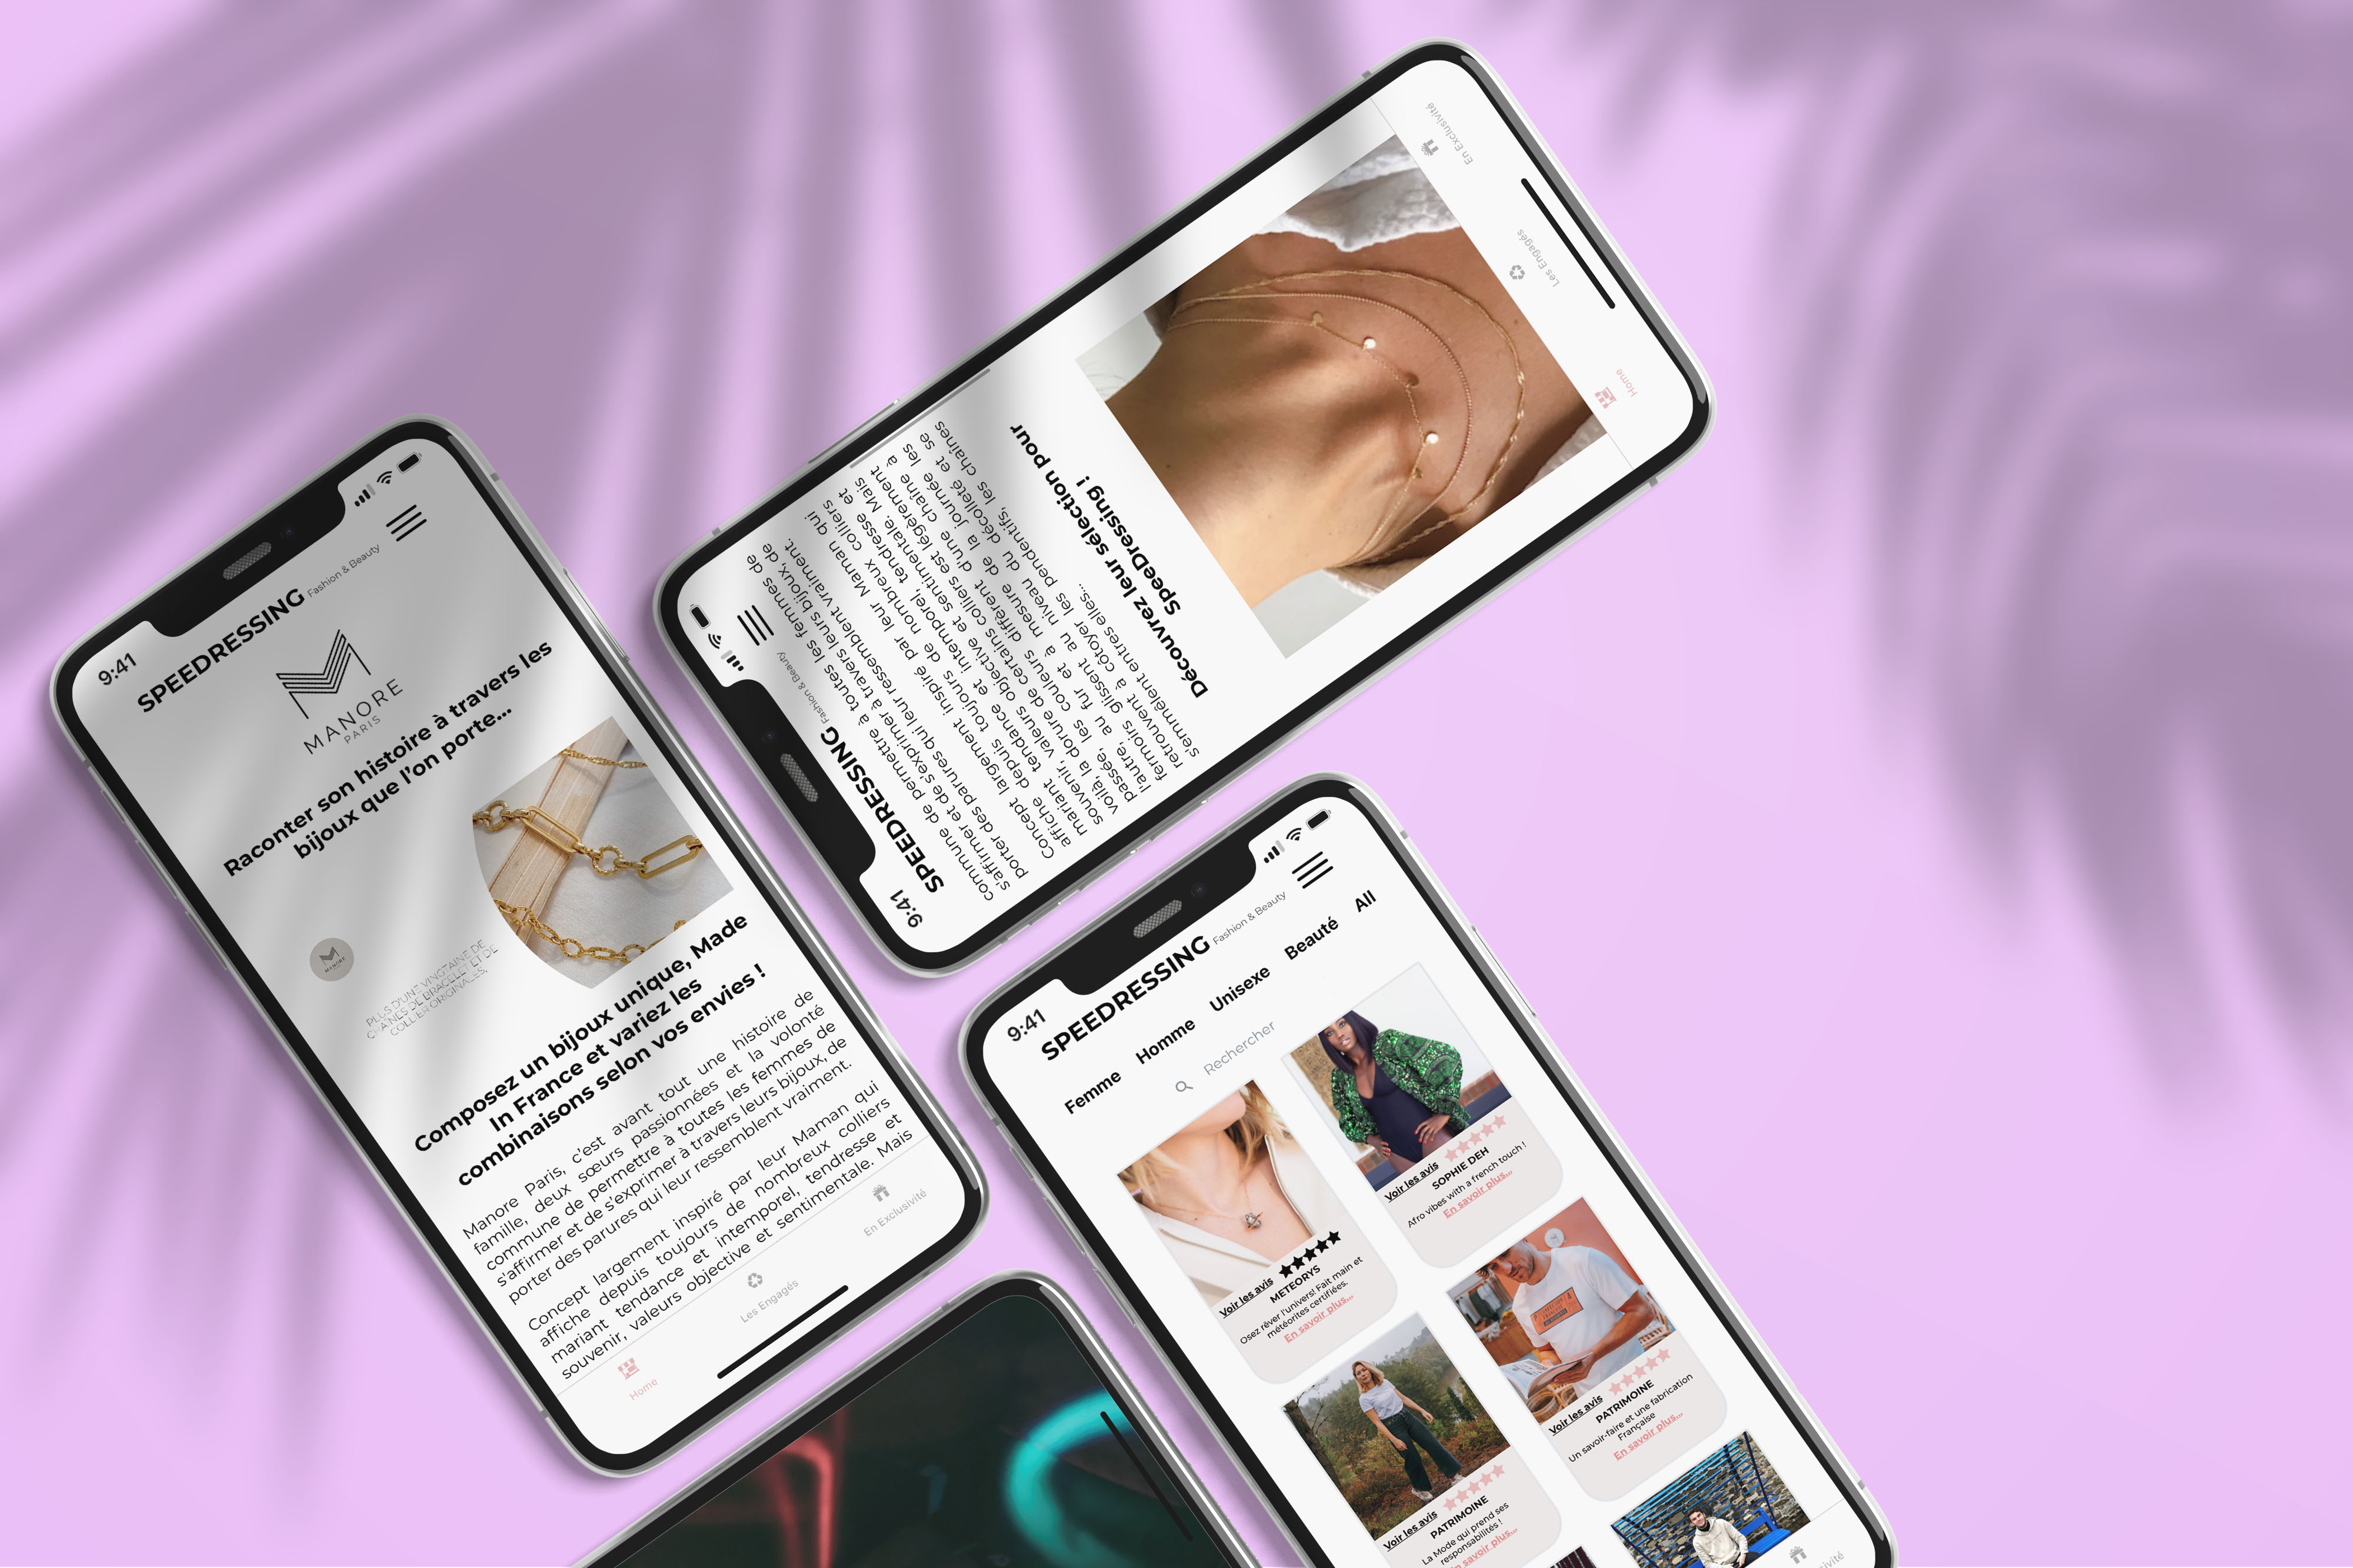 9:41
SPEEDRESSING Fashion & Beauty
MANORE
PARIS
Raconter son histoire à travers les
bijoux que l'on porte...
MANORE
PLUS D'UNE VINGTAINE DE
CHAÎNES DE BRACELET ET DE
COLLIER ORIGINALES,
Composez un bijoux unique, Made
In France et variez les
combinaisons selon vos envies !
Manore Paris, c'est avant tout une histoire de
famille, deux sœurs passionnées et la volonté
commune de permettre à toutes les femmes de
s'affirmer et de s'exprimer à travers leurs bijoux, de
porter des parures qui leur ressemblent vraiment.
Concept largement inspiré par leur Maman qui
affiche depuis toujours de nombreux colliers
mariant tendance et intemporel, tendresse et
souvenir, valeurs objective et sentimentale. Mais
Home
Les Engagés
En Exclusivité
9:41
SPEEDRESSING Fashion & Beauty
commune de permettre à toutes les femmes de
s'affirmer et de s'exprimer à travers leurs bijoux, de
porter des parures qui leur ressemblent vraiment.
Concept largement inspiré par leur Maman qui
affiche depuis toujours de nombreux colliers et
mariant tendance et intemporel, tendresse
souvenir, valeurs objective et sentimentale. Mais
voilà, la dorure de certains colliers est légèrement à
passé, les couleurs diffèrent d'une chaîne à
l'autre, au fur et à mesure de la journée les
fermoirs glissent au niveau du décolleté et se
retrouvent à côtoyer les pendentifs, les chaines
s'emmêlent entres elles...
Découvrez leur sélection pour
SpeeDressing !
Home
Les Engagés
En Exclusivité
9:41
SPEEDRESSING Fashion & Beauty
Femme Homme Unisexe Beauté All
Rechercher
Voir les avis
METEORYS
Osez rêver l'univers! Fait main et
météorites certifiées.
En savoir plus...
Voir les avis
SOPHIE DEH
Afro vibes with a french touch !
En savoir plus...
Voir les avis
PATRIMOINE
La Mode qui prend ses
responsabilités !
En savoir plus...
Voir les avis
PATRIMOINE
Un savoir-faire et une fabrication
Française
En savoir plus...